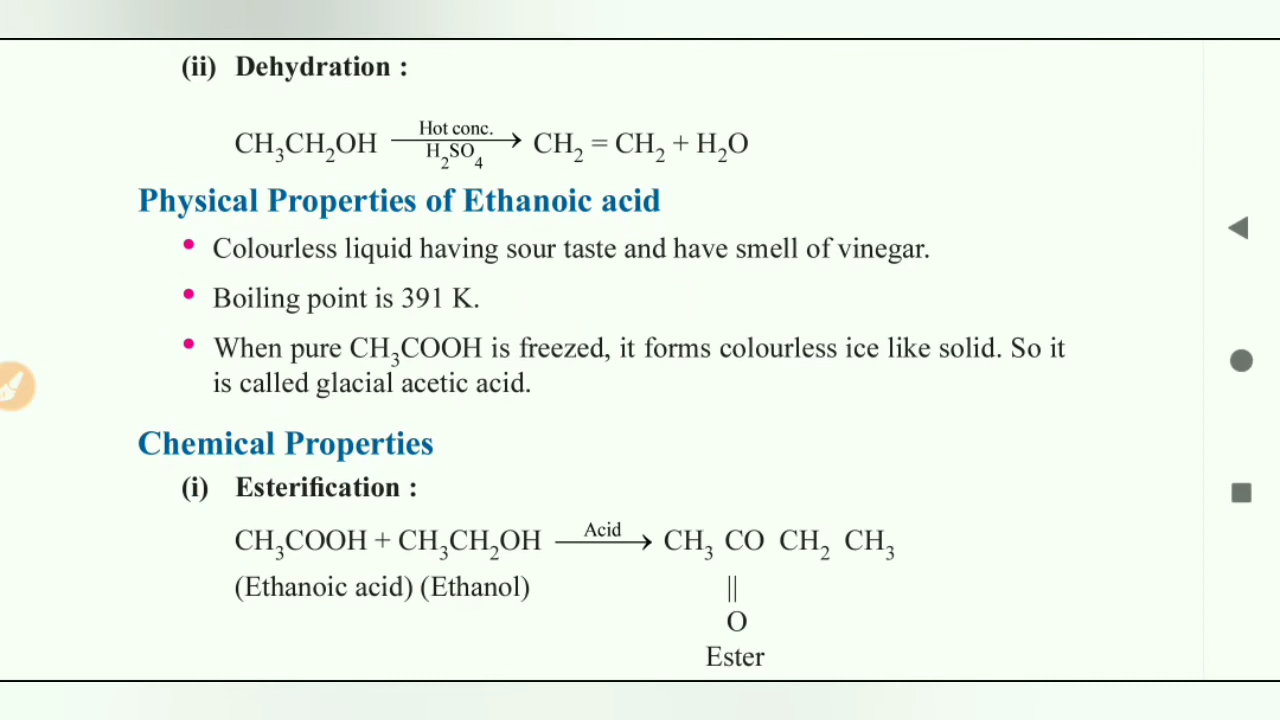 (ii) Dehydration :
Hot conc.
CH₃CH₂OH ⟶ CH₂ = CH₂ + H₂O
H₂SO₄
Physical Properties of Ethanoic acid
• Colourless liquid having sour taste and have smell of vinegar.
• Boiling point is 391 K.
• When pure CH₃COOH is freezed, it forms colourless ice like solid. So it
is called glacial acetic acid.
Chemical Properties
(i) Esterification :
Acid
CH₃COOH + CH₃CH₂OH ⟶ CH₃ CO CH₂ CH₃
(Ethanoic acid) (Ethanol) ||
O
Ester